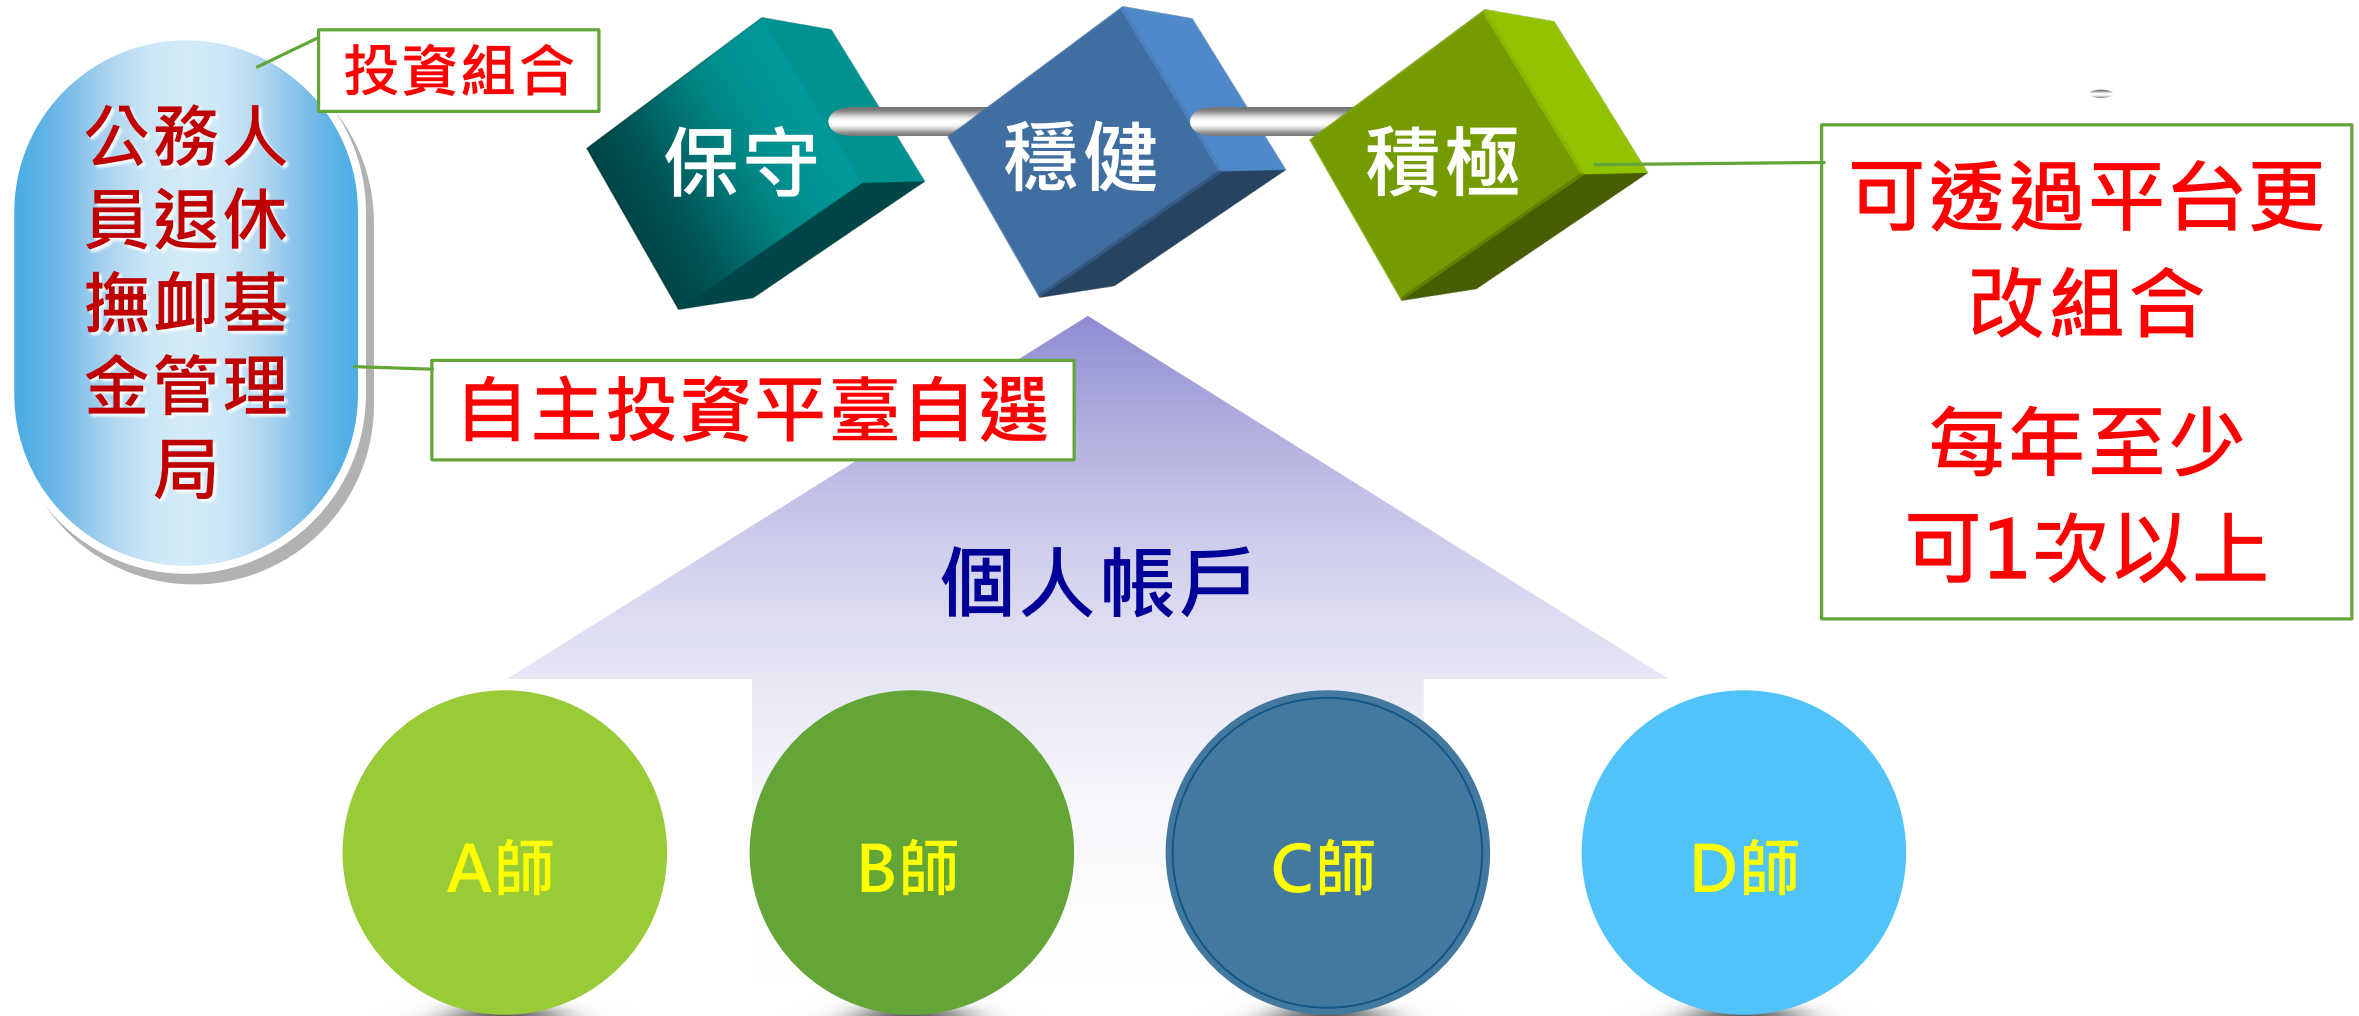 投資組合
公務人
員退休
撫卹基
金管理
局
保守
穩健
積極
可透過平台更
改組合
每年至少
可1次以上
自主投資平臺自選
個人帳戶
A師
B師
C師
D師